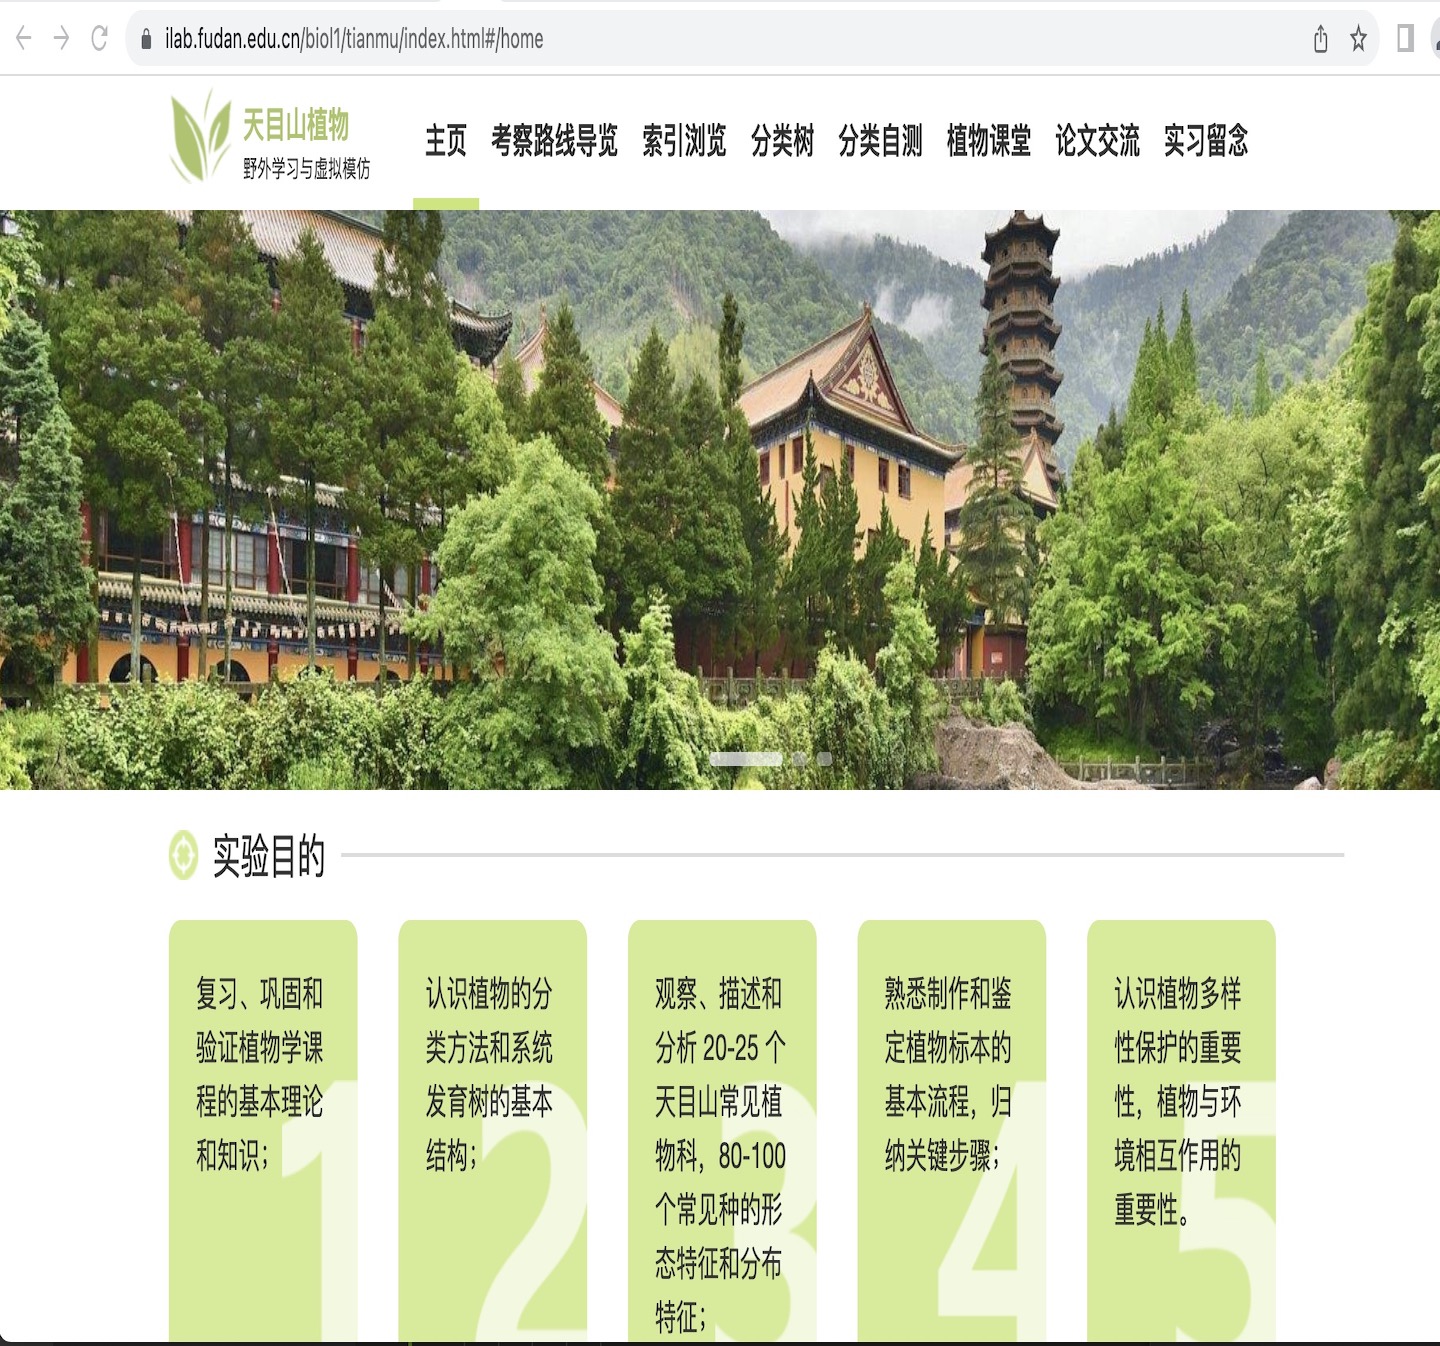 ilab.fudan.edu.cn/biol1/tianmu/index.html#/home
天目山植物
野外学习与虚拟模仿
主页 考察路线导览 索引浏览 分类树 分类自测 植物课堂 论文交流 实习留念
实验目的
复习、巩固和
验证植物学课
程的基本理论
和知识；
1
认识植物的分
类方法和系统
发育树的基本
结构；
2
观察、描述和
分析 20-25 个
天目山常见植
物科，80-100
个常见种的形
态特征和分布
特征；
3
熟悉制作和鉴
定植物标本的
基本流程，归
纳关键步骤；
4
认识植物多样
性保护的重要
性，植物与环
境相互作用的
重要性。
5